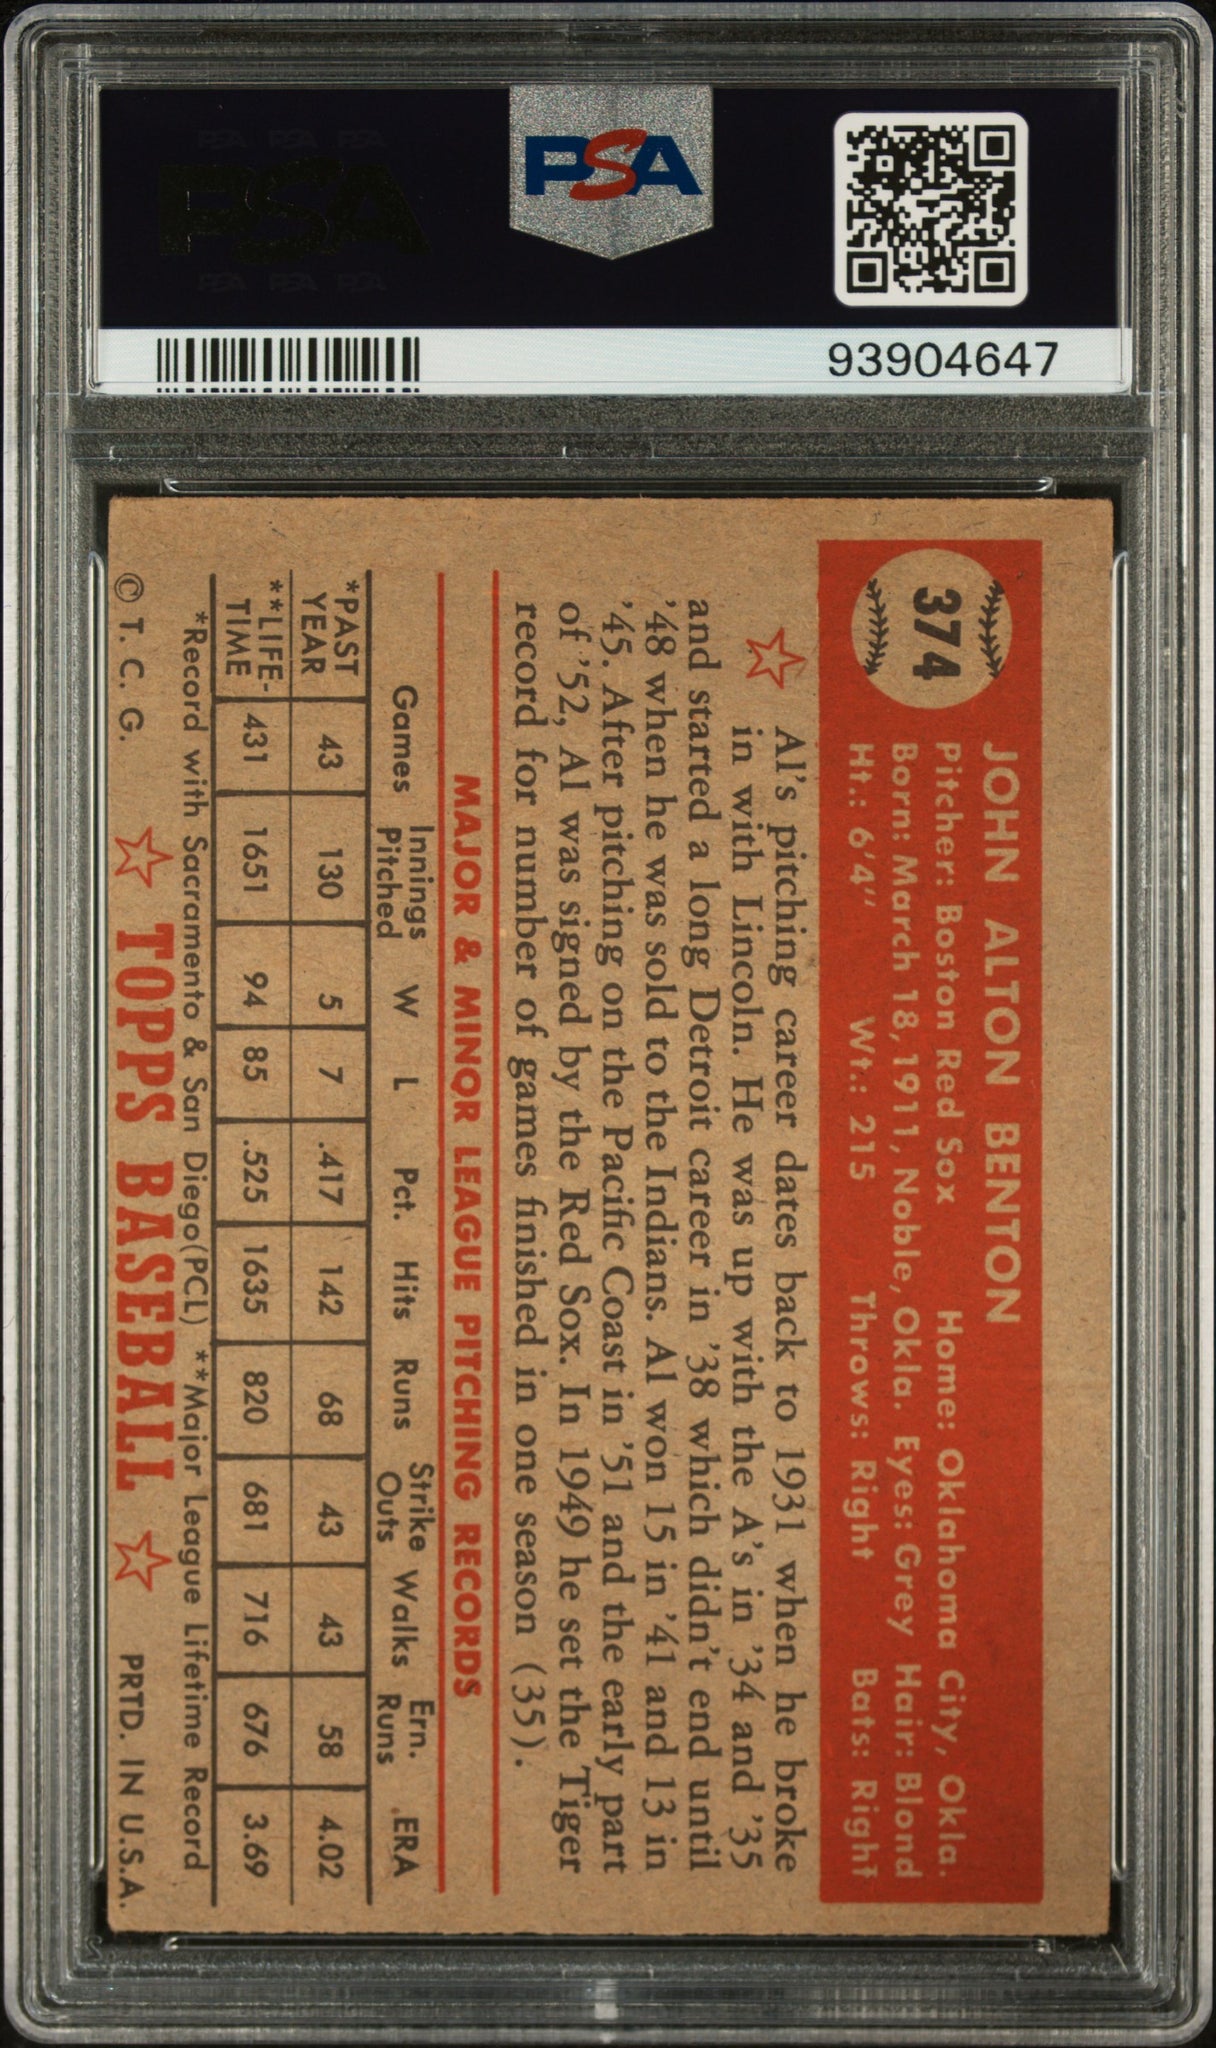 PSA PSA PSA
PSA
PSA PSA PSA
PSA
93904647
374
JOHN ALTON BENTON
Pitcher: Boston Red Sox Home: Oklahoma City, Okla.
Born: March 18, 1911, Noble, Okla. Eyes: Grey Hair: Blond
Ht.: 6'4" Wt.: 215 Throws: Right Bats: Right
Al's pitching career dates back to 1931 when he broke
in with Lincoln. He was up with the A's in '34 and '35
and started a long Detroit career in '38 which didn't end until
'48 when he was sold to the Indians. Al won 15 in '41 and 13 in
'45. After pitching on the Pacific Coast in '51 and the early part
of '52, Al was signed by the Red Sox. In 1949 he set the Tiger
record for number of games finished in one season (35).
MAJOR & MINOR LEAGUE PITCHING RECORDS
Games Innings Pitched W L Pct. Hits Runs Strike Outs Walks Ern. Runs ERA
*PAST YEAR 43 130 5 7 .417 142 68 43 43 58 4.02
**LIFE-TIME 431 1651 94 85 .525 1635 820 681 716 676 3.69
*Record with Sacramento & San Diego(PCL) **Major League Lifetime Record
© T. C. G. TOPPS BASEBALL PRTD. IN U.S.A.